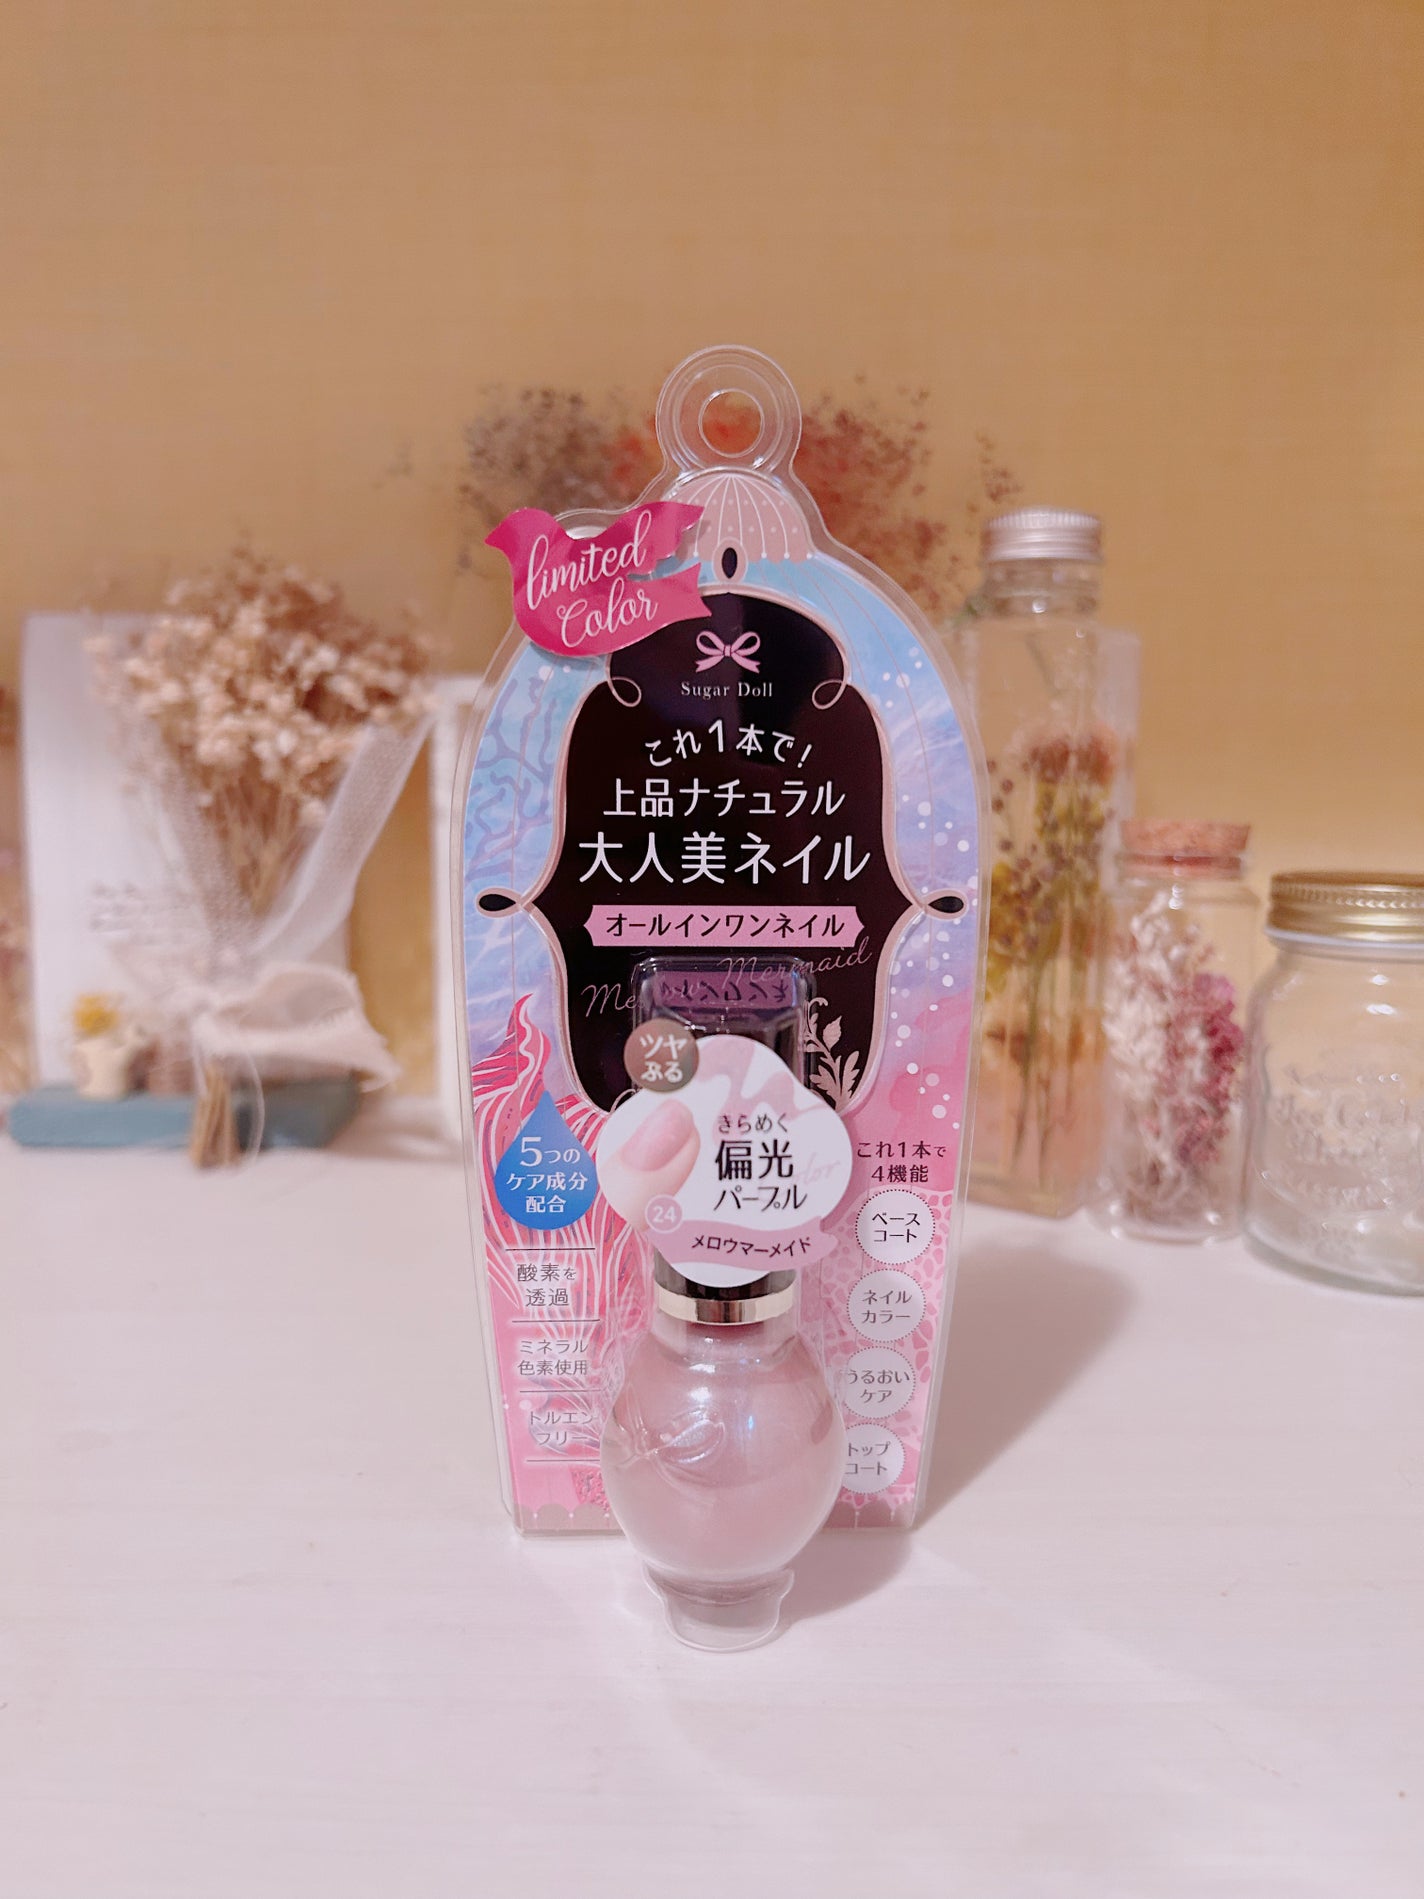 limited
Color
Sugar Doll
これ1本で!
上品ナチュラル
大人美ネイル
オールインワンネイル
Mermaid
ツヤ
ぷる
きらめく
偏光
パープル
24
メロウマーメイド
5つの
ケア成分
配合
酸素を
透過
ミネラル
色素使用
トルエン
フリー
これ1本で
4機能
ベース
コート
ネイル
カラー
うるおい
ケア
トップ
コート